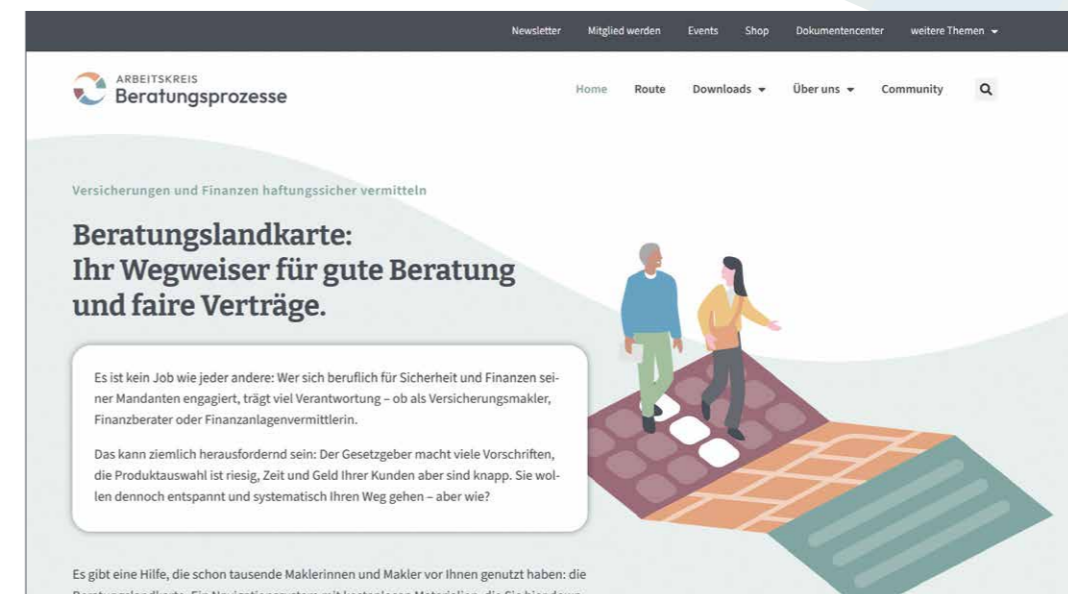 Newsletter Mitglied werden Events Shop Dokumentencenter weitere Themen
ARBEITSKREIS
Beratungsprozesse
Home Route Downloads Über uns Community
Versicherungen und Finanzen haftungssicher vermitteln
Beratungslandkarte:
Ihr Wegweiser für gute Beratung
und faire Verträge.
Es ist kein Job wie jeder andere: Wer sich beruflich für Sicherheit und Finanzen sei-
ner Mandanten engagiert, trägt viel Verantwortung – ob als Versicherungsmakler,
Finanzberater oder Finanzanlagenvermittlerin.
Das kann ziemlich herausfordernd sein: Der Gesetzgeber macht viele Vorschriften,
die Produktauswahl ist riesig, Zeit und Geld Ihrer Kunden aber sind knapp. Sie wol-
len dennoch entspannt und systematisch Ihren Weg gehen – aber wie?
Es gibt eine Hilfe, die schon tausende Maklerinnen und Makler vor Ihnen genutzt haben: die